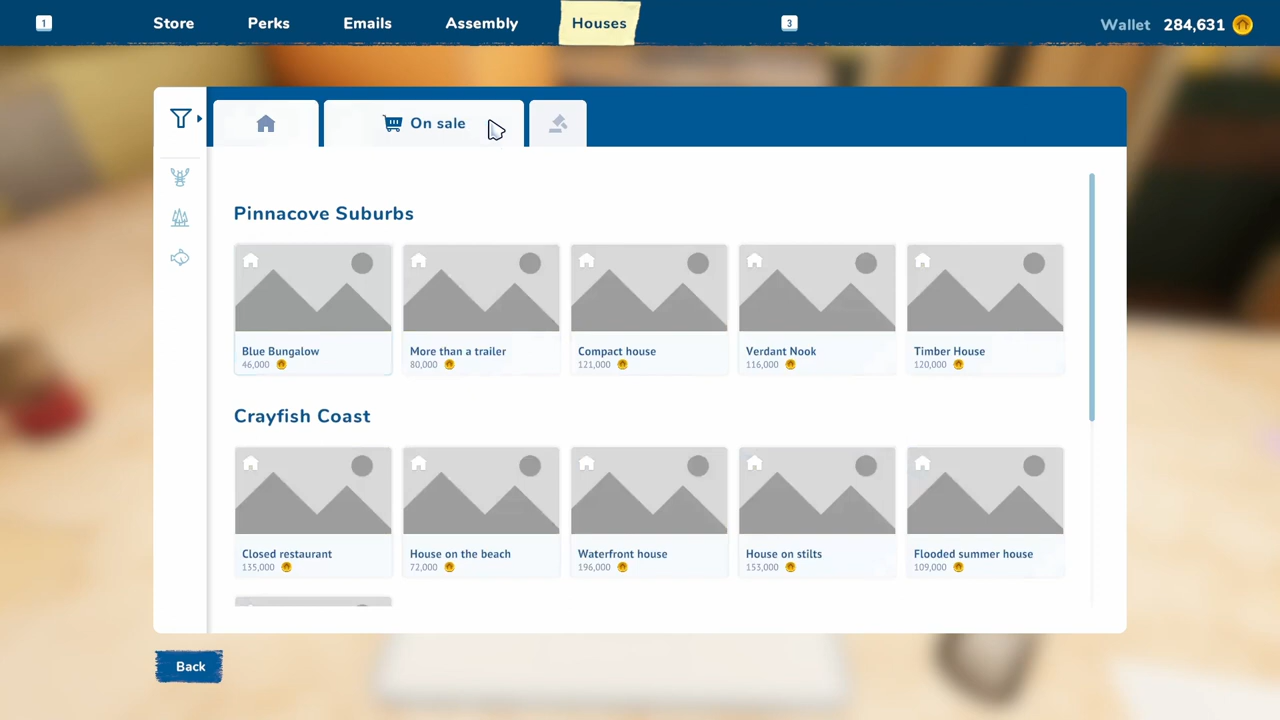 1
Store
Perks
Emails
Assembly
Houses
3
Wallet 284,631
On sale
Pinnacove Suburbs
Blue Bungalow
46,000
More than a trailer
80,000
Compact house
121,000
Verdant Nook
116,000
Timber House
120,000
Crayfish Coast
Closed restaurant
135,000
House on the beach
72,000
Waterfront house
196,000
House on stilts
153,000
Flooded summer house
109,000
Back